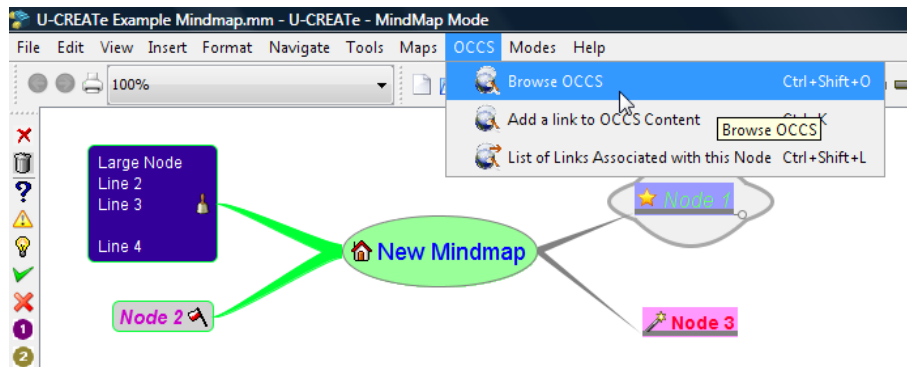 U-CREATe Example Mindmap.mm - U-CREATe - MindMap Mode
File Edit View Insert Format Navigate Tools Maps OCCS Modes Help
100%
Browse OCCS Ctrl+Shift+O
Add a link to OCCS Content
Browse OCCS
List of Links Associated with this Node Ctrl+Shift+L
Large Node
Line 2
Line 3
Line 4
Node 1
New Mindmap
Node 2
Node 3
1
2